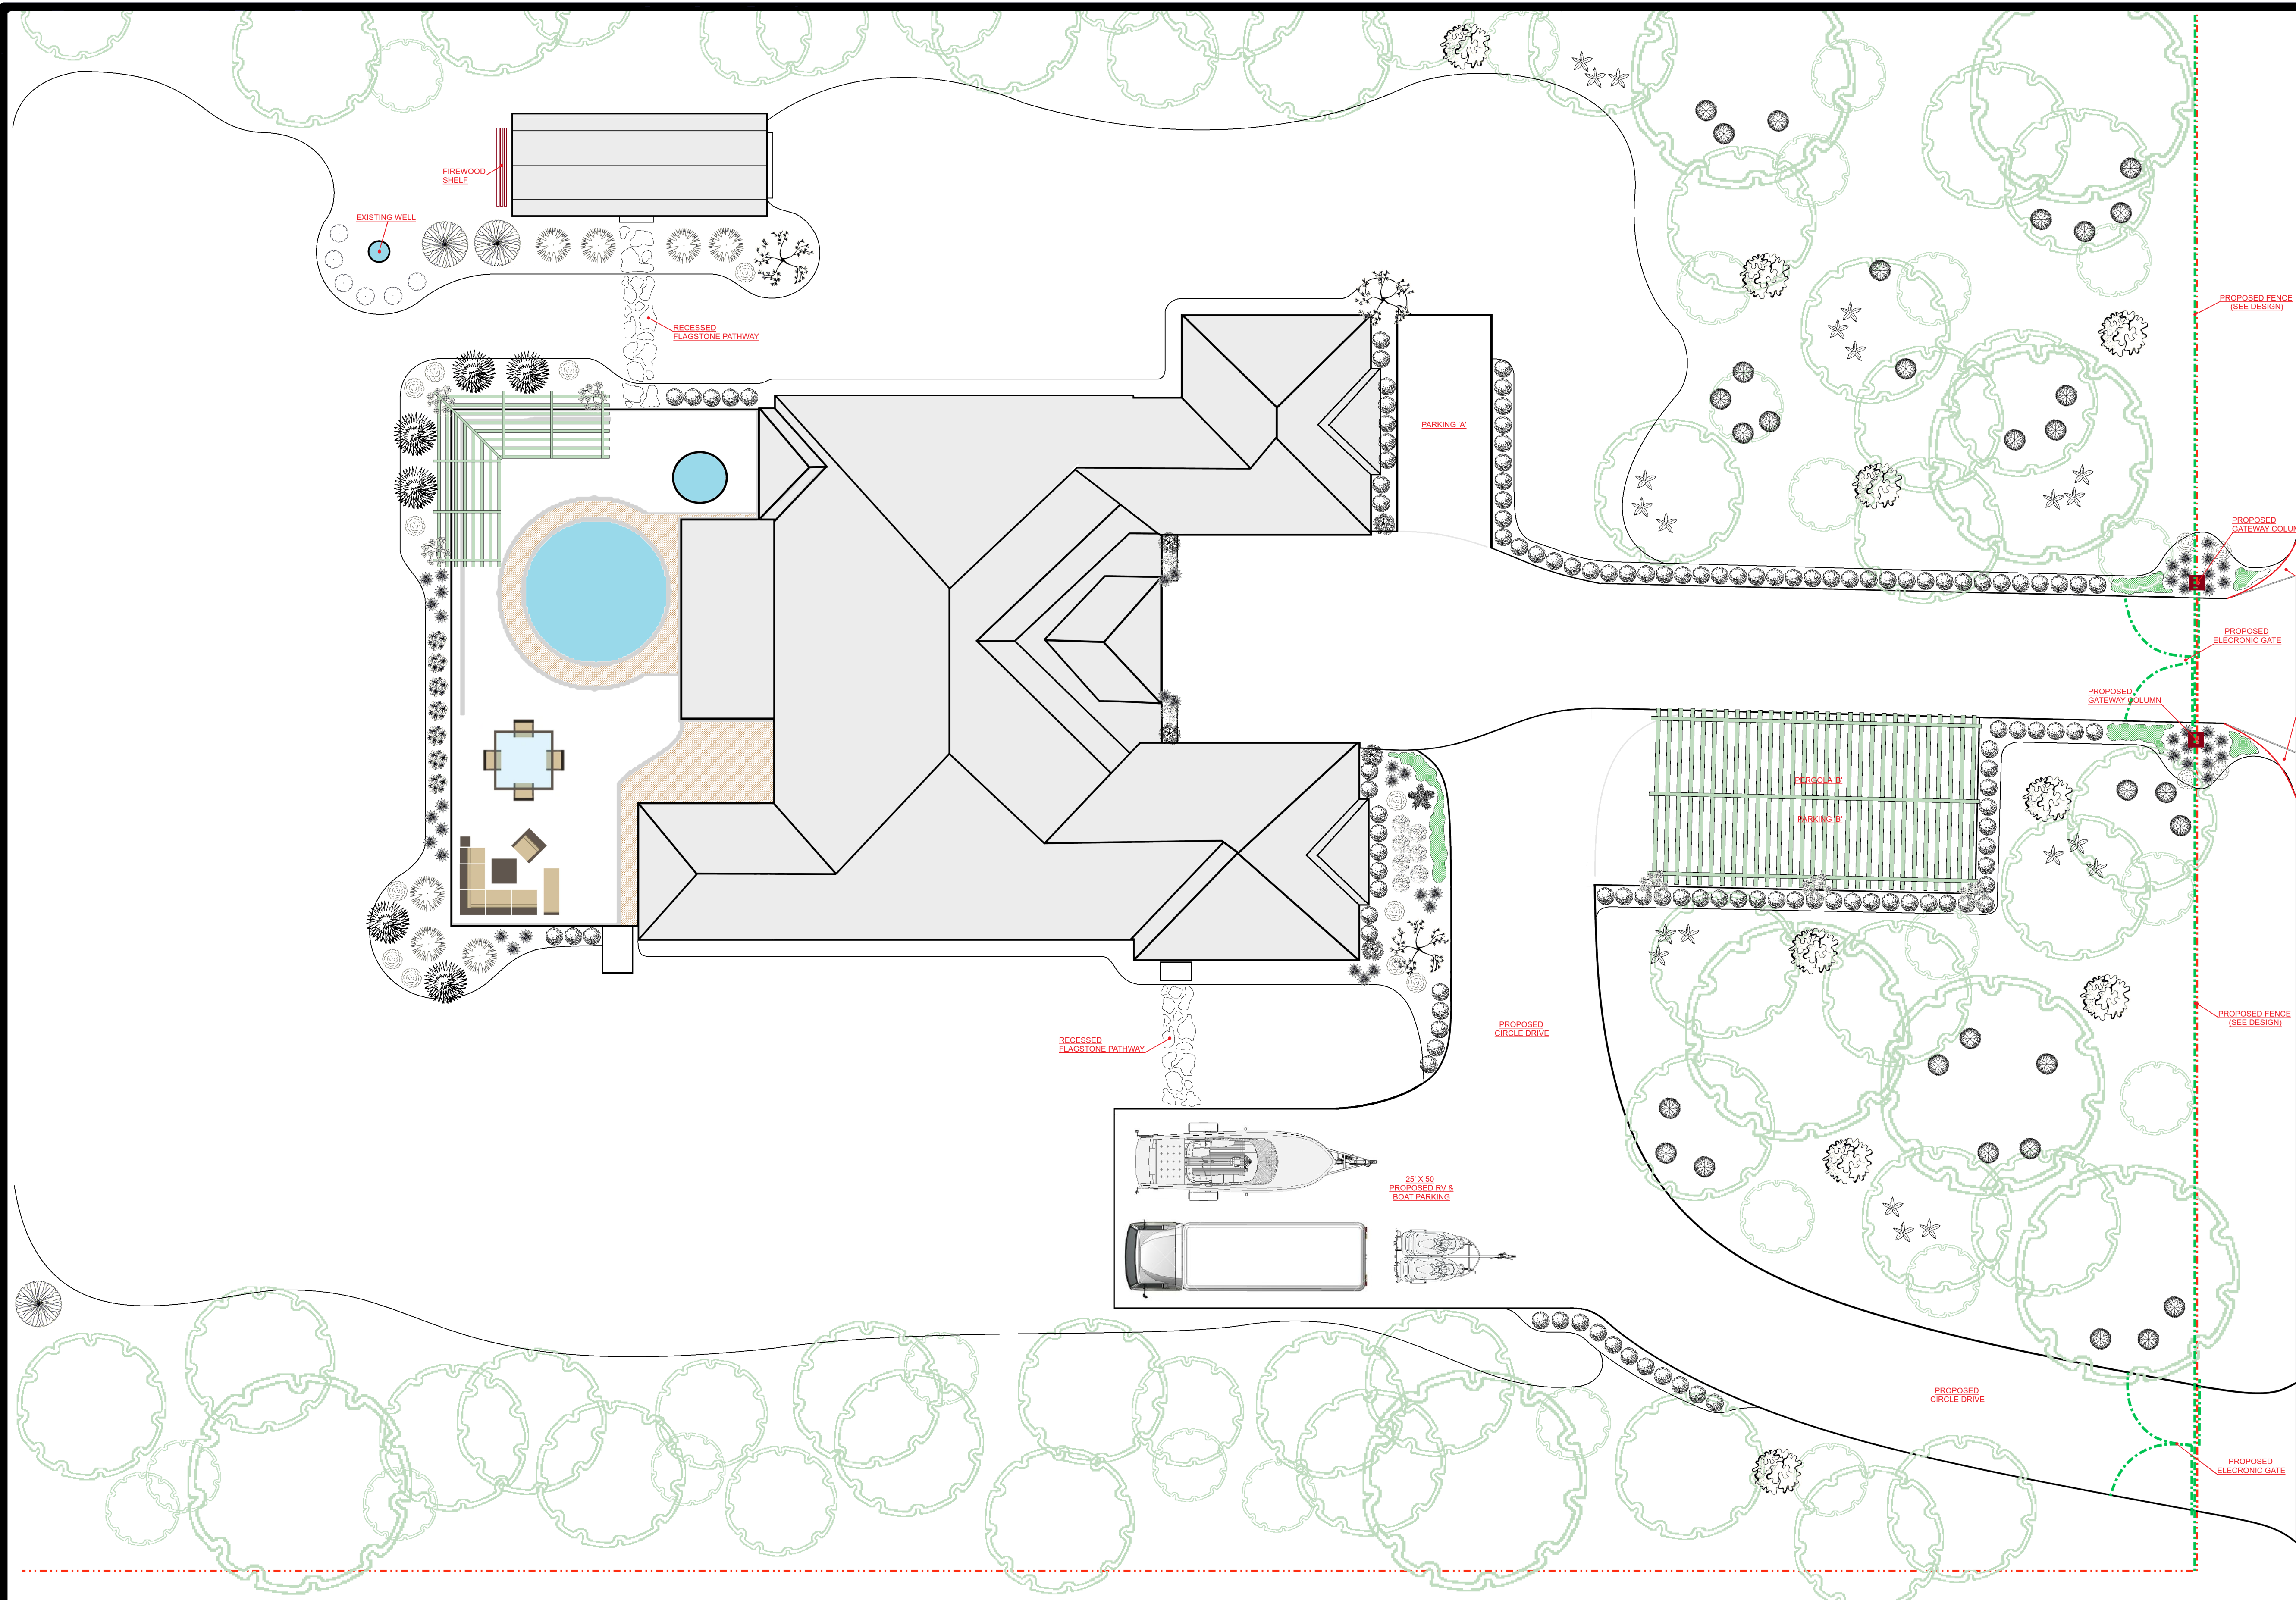 FIREWOOD
SHELF
EXISTING WELL
RECESSED
FLAGSTONE PATHWAY
PROPOSED FENCE
(SEE DESIGN)
PARKING 'A'
PROPOSED
GATEWAY COLUM
PROPOSED
ELECRONIC GATE
PROPOSED
GATEWAY COLUMN
PERGOLA 'B'
PARKING 'B'
PROPOSED FENCE
(SEE DESIGN)
PROPOSED
CIRCLE DRIVE
RECESSED
FLAGSTONE PATHWAY
25' X 50
PROPOSED RV &
BOAT PARKING
PROPOSED
CIRCLE DRIVE
PROPOSED
ELECRONIC GATE